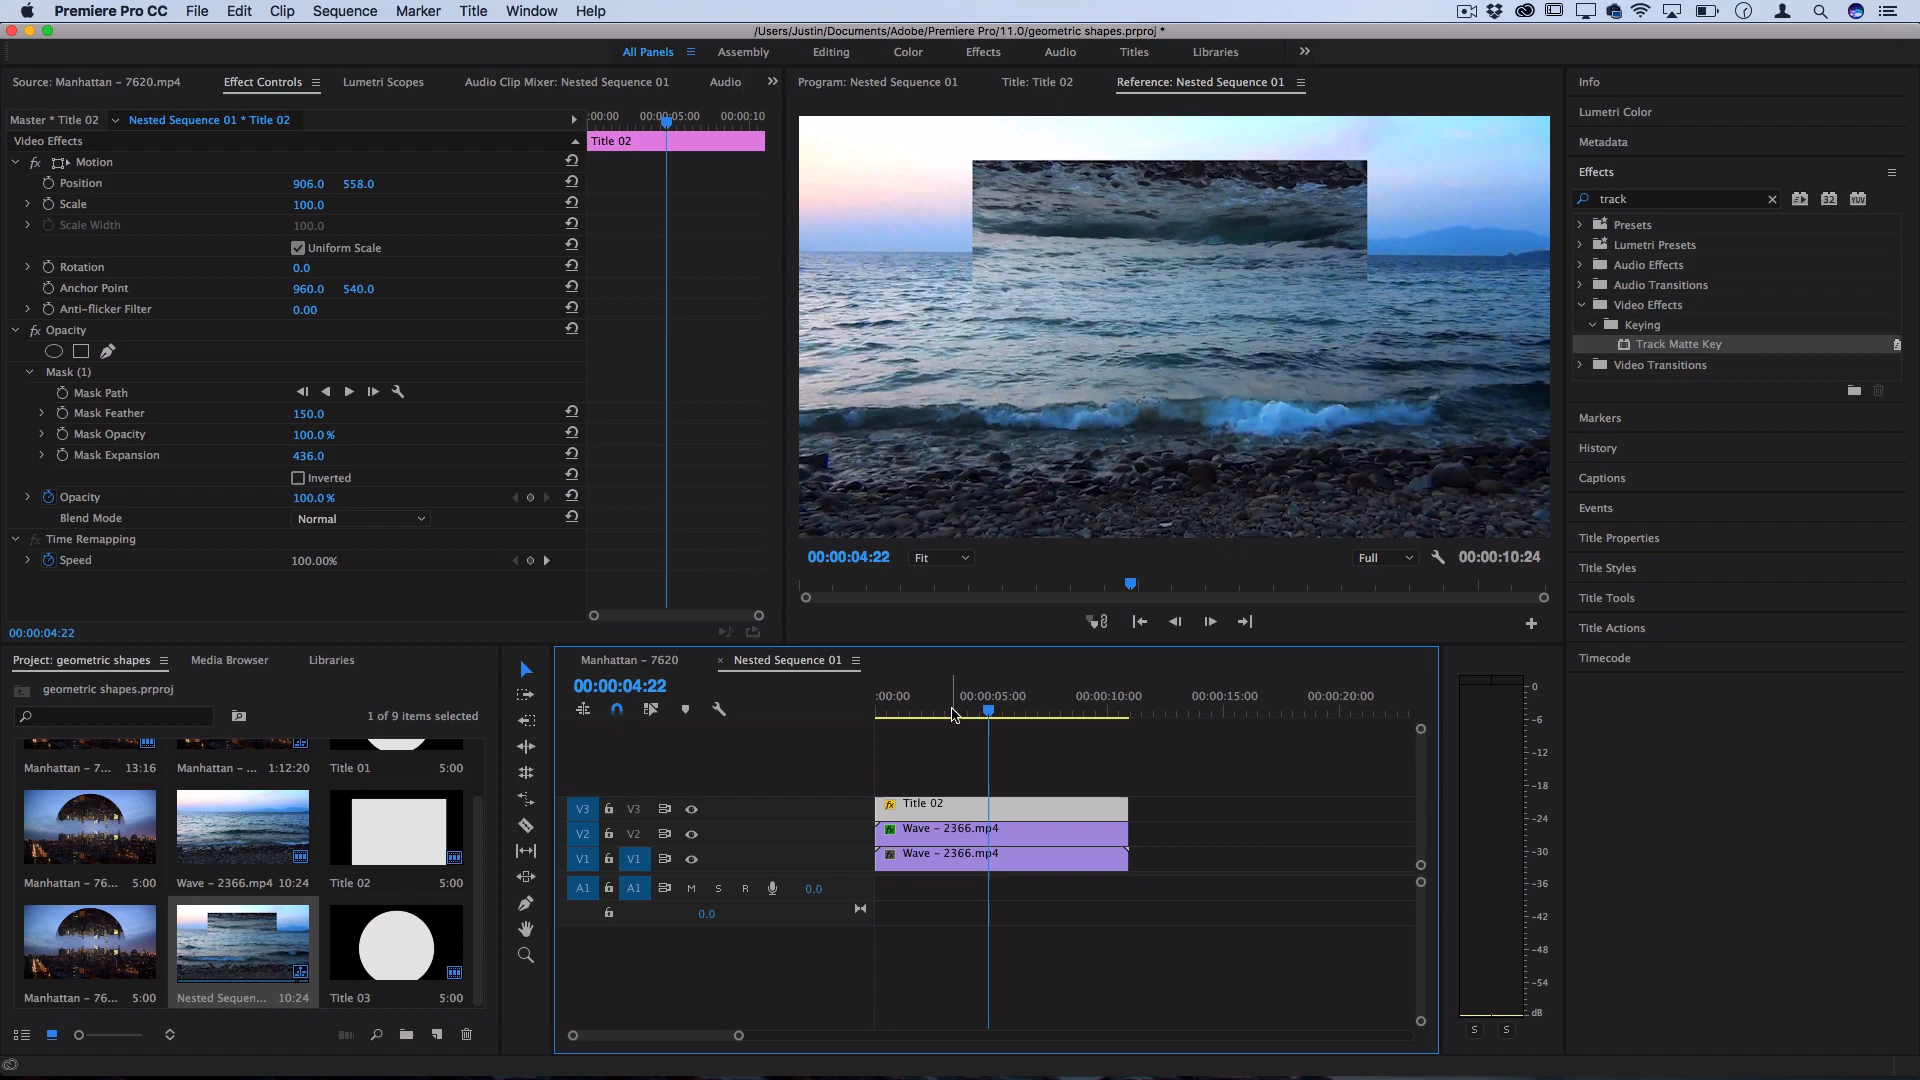 Premiere Pro CC File Edit Clip Sequence Marker Title Window Help
/Users/Justin/Documents/Adobe/Premiere Pro/11.0/geometric shapes.prproj *
All Panels Assembly Editing Color Effects Audio Titles Libraries
Source: Manhattan - 7620.mp4 Effect Controls Lumetri Scopes Audio Clip Mixer: Nested Sequence 01 Audio
Program: Nested Sequence 01 Title: Title 02 Reference: Nested Sequence 01
Master * Title 02 Nested Sequence 01 * Title 02
:00:00 00:00:05:00 00:00:10
Video Effects
Title 02
fx Motion
Position 906.0 558.0
Scale 100.0
Scale Width 100.0
Uniform Scale
Rotation 0.0
Anchor Point 960.0 540.0
Anti-flicker Filter 0.00
fx Opacity
Mask (1)
Mask Path
Mask Feather 150.0
Mask Opacity 100.0 %
Mask Expansion 436.0
Inverted
Opacity 100.0 %
Blend Mode Normal
fx Time Remapping
Speed 100.00%
00:00:04:22
00:00:04:22 Fit Full 00:00:10:24
Info
Lumetri Color
Metadata
Effects
track
32 YUV
Presets
Lumetri Presets
Audio Effects
Audio Transitions
Video Effects
Keying
Track Matte Key
Video Transitions
Markers
History
Captions
Events
Title Properties
Title Styles
Title Tools
Title Actions
Timecode
Project: geometric shapes Media Browser Libraries
geometric shapes.prproj
1 of 9 items selected
Manhattan - 7... 13:16 Manhattan - ... 1:12:20 Title 01 5:00
Manhattan - 76... 5:00 Wave - 2366.mp4 10:24 Title 02 5:00
Manhattan - 76... 5:00 Nested Sequen... 10:24 Title 03 5:00
Manhattan - 7620 × Nested Sequence 01
00:00:04:22
:00:00 00:00:05:00 00:00:10:00 00:00:15:00 00:00:20:00
V3 V3 fx Title 02
V2 V2 fx Wave - 2366.mp4
V1 V1 fx Wave - 2366.mp4
A1 A1 M S R 0.0
0.0
0
-6
-12
-18
-24
-30
-36
-42
-48
-54
dB
S S